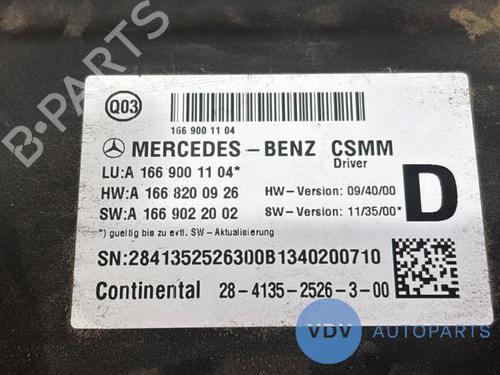 Q03
166 900 11 04
MERCEDES-BENZ CSMM
Driver
LU:A 166 900 11 04*
HW:A 166 820 09 26 HW-Version: 09/40/00
SW:A 166 902 20 02 SW-Version: 11/35/00*
D
*) gueltig bis zu evtl. SW-Aktualisierung
SN:2841352526300B1340200710
Continental 28-4135-2526-3-00
VDV AUTOPARTS
B-PARTS